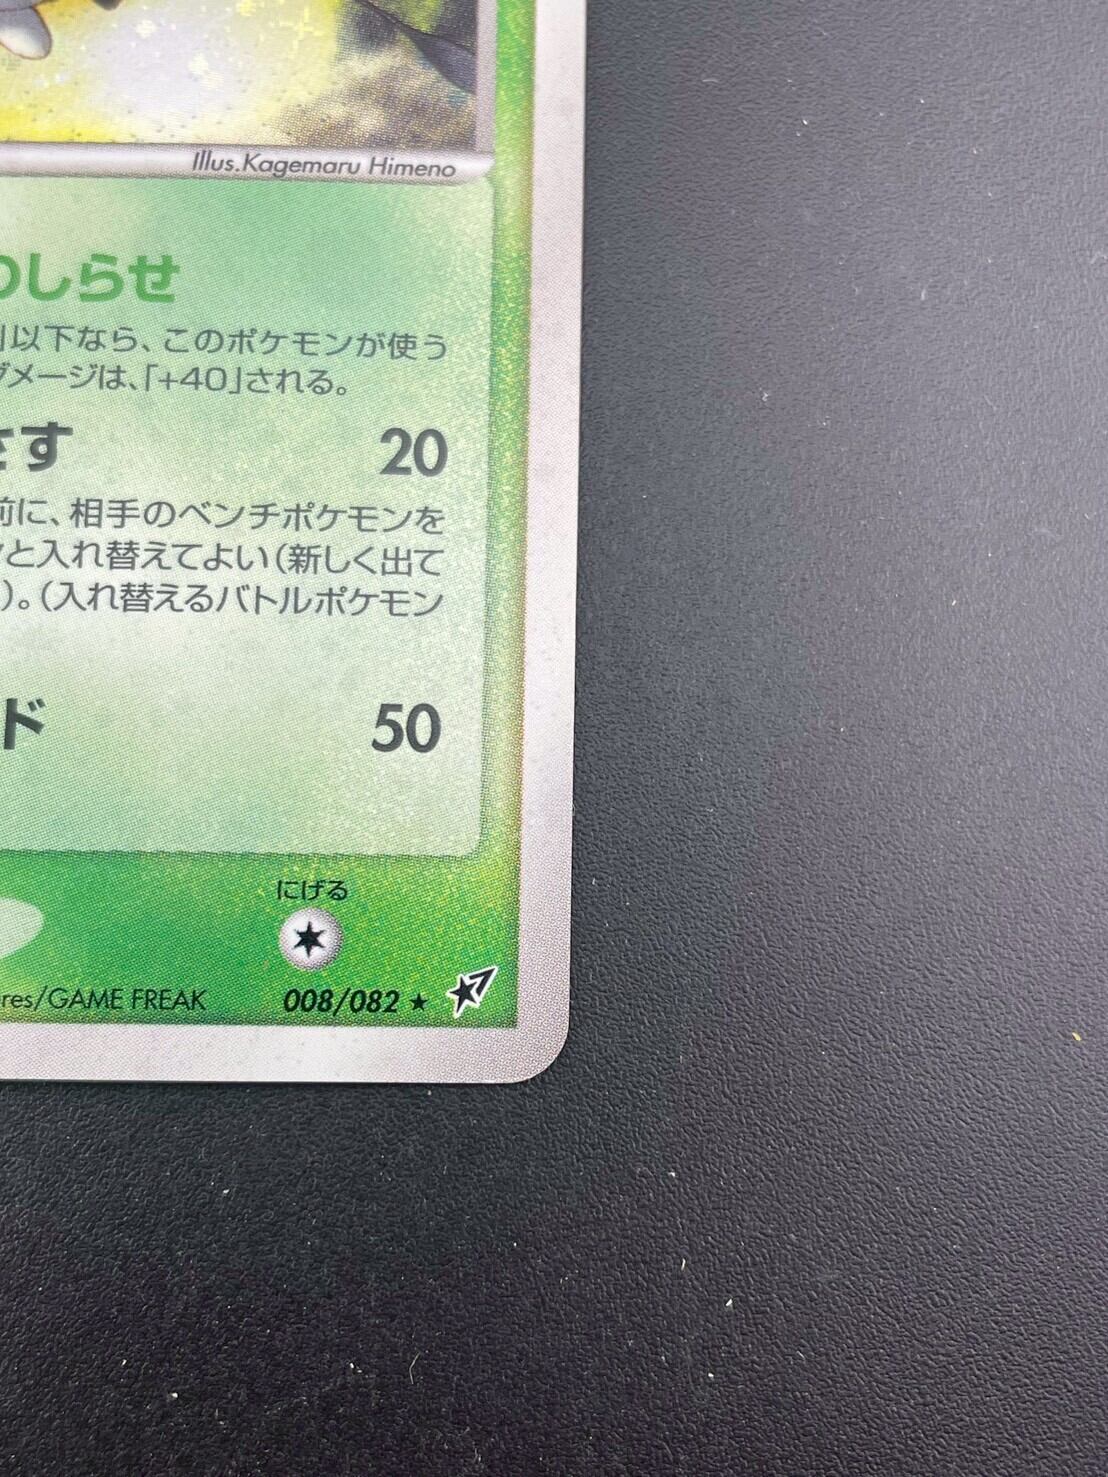 Illus.Kagemaru Himeno
のしらせ
以下なら、このポケモンが使う
ダメージは、「+40」される。
さす 20
前に、相手のベンチポケモンを
と入れ替えてよい（新しく出て
）。（入れ替えるバトルポケモン
ド 50
にげる
res/GAME FREAK 008/082 ★